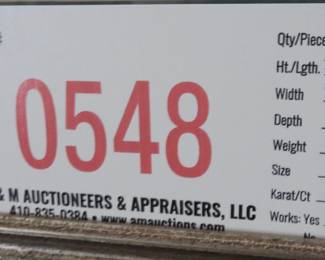 Qty/Piece
Ht./Lgth.
Width
0548
Depth
Weight
Size
& M AUCTIONEERS & APPRAISERS, LLC
Karat/Ct
410-835-0384 • www.amauctions.com
Works: Yes
No